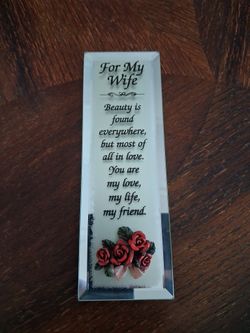 For My
Wife
Beauty is
found
everywhere,
but most of
all in love.
You are
my love,
my life,
my friend.